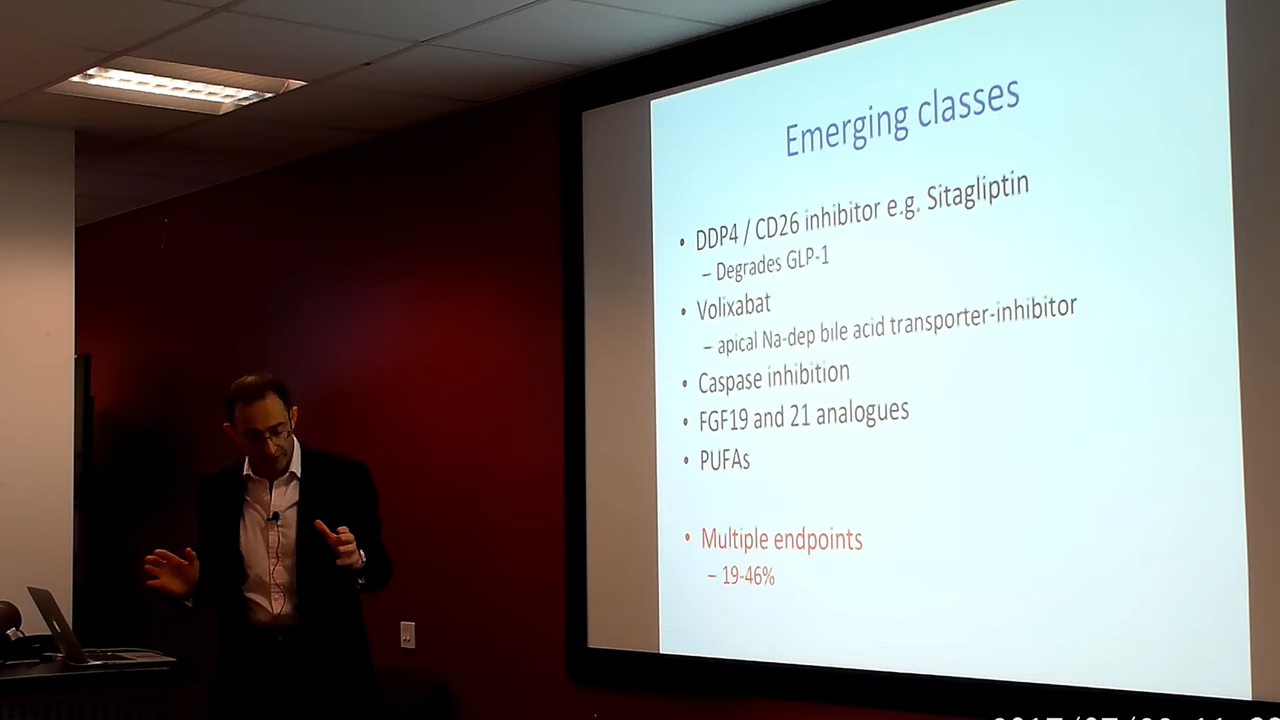 Emerging classes
• DDP4 / CD26 inhibitor e.g. Sitagliptin
– Degrades GLP-1
• Volixabat
– apical Na-dep bile acid transporter-inhibitor
• Caspase inhibition
• FGF19 and 21 analogues
• PUFAs
• Multiple endpoints
– 19-46%